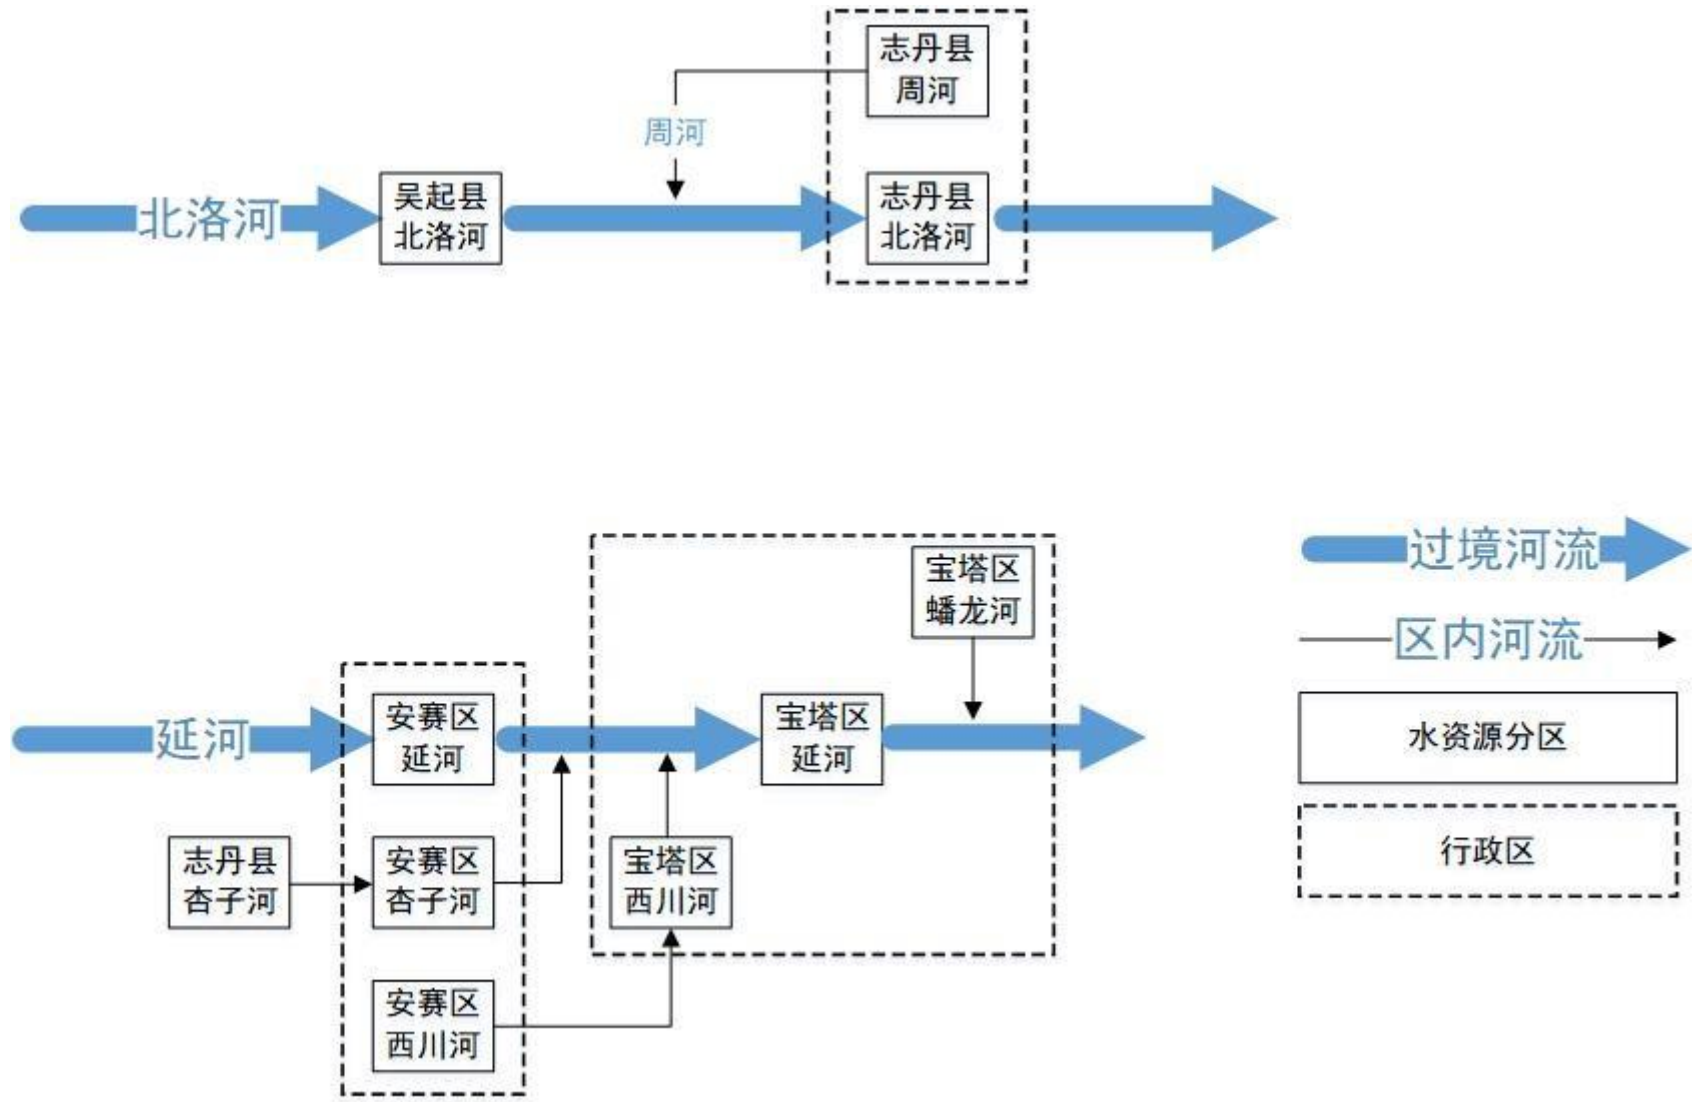 志丹县
周河
周河
北洛河
吴起县
北洛河
志丹县
北洛河
宝塔区
蟠龙河
过境河流
区内河流
延河
安赛区
延河
宝塔区
延河
水资源分区
志丹县
杏子河
安赛区
杏子河
宝塔区
西川河
行政区
安赛区
西川河